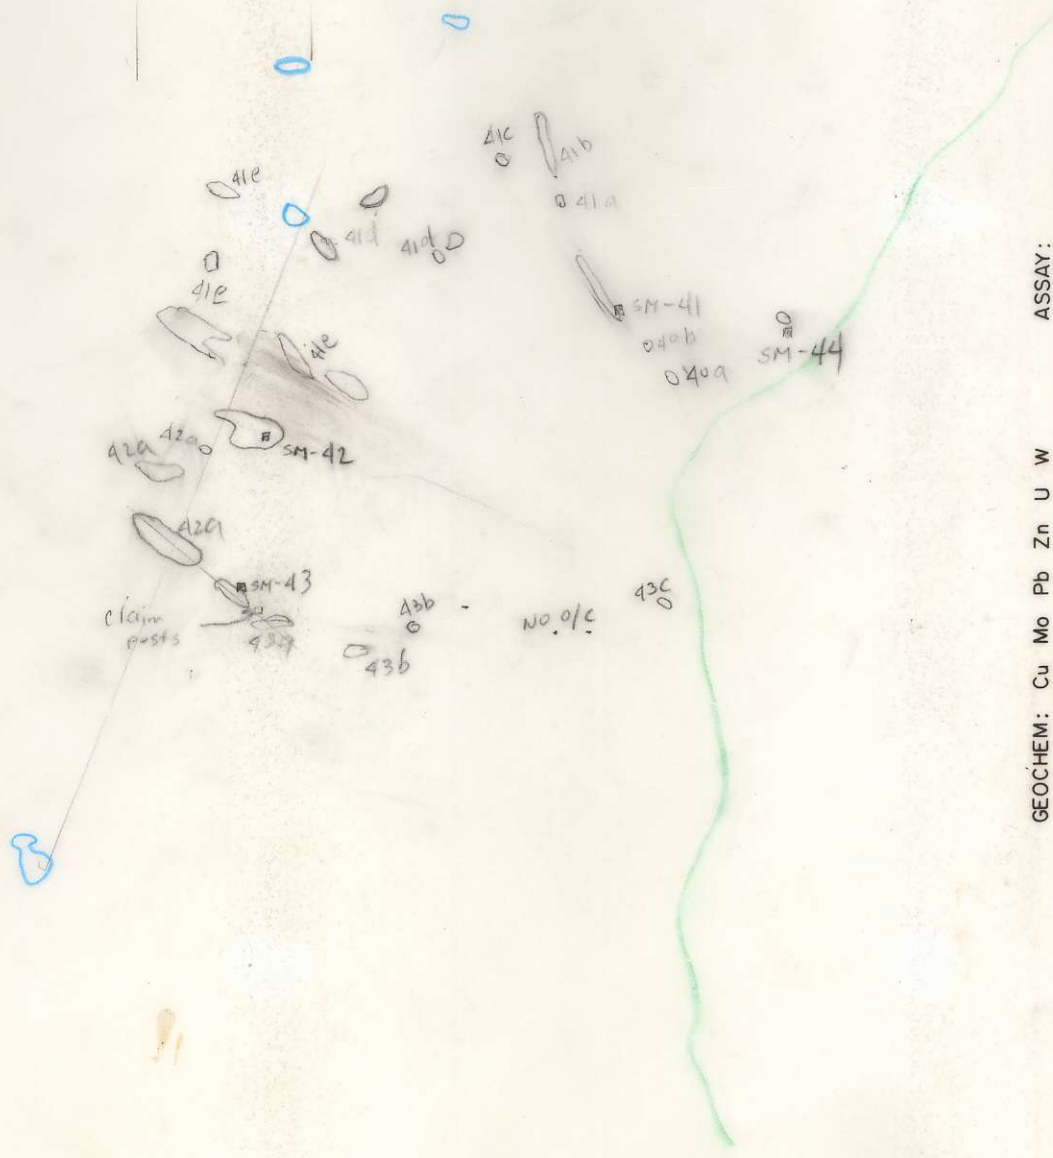 41c
41b
41e
41a
41d
41d
41e
SM-41
40b
SM-44
41e
40a
42a
42a
SM-42
42a
SM-43
43c
43b
claim
posts
43a
NO O/C
43b
ASSAY:
GEOCHEM: Cu Mo Pb Zn U W